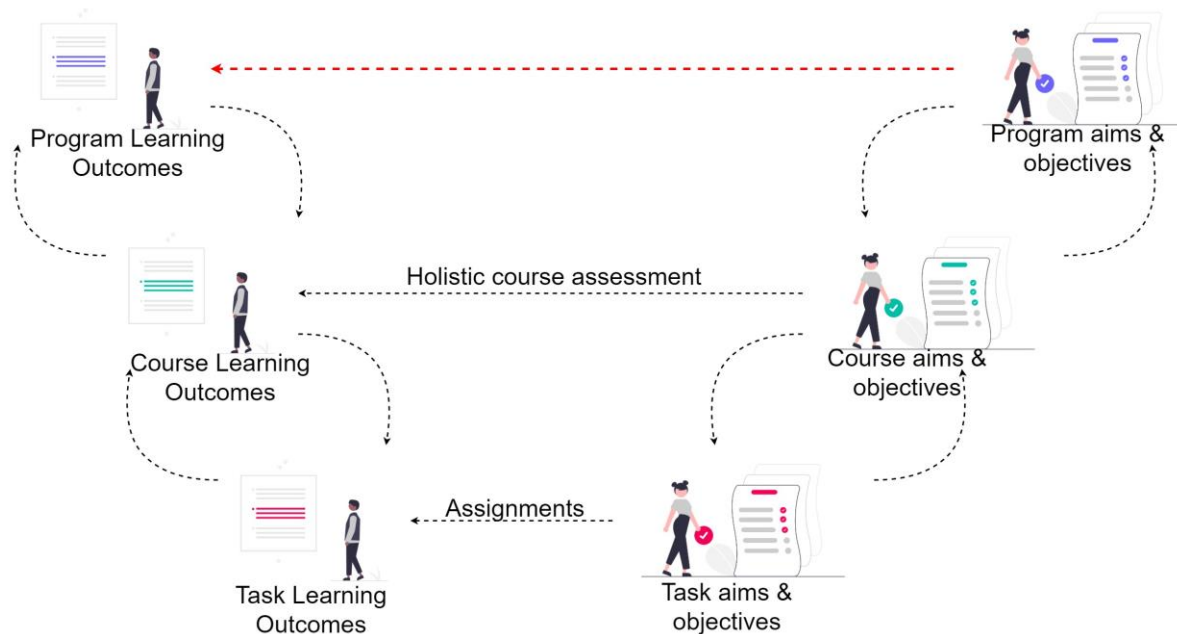 Program Learning
Outcomes
Program aims &
objectives
Holistic course assessment
Course Learning
Outcomes
Course aims &
objectives
Assignments
Task Learning
Outcomes
Task aims &
objectives